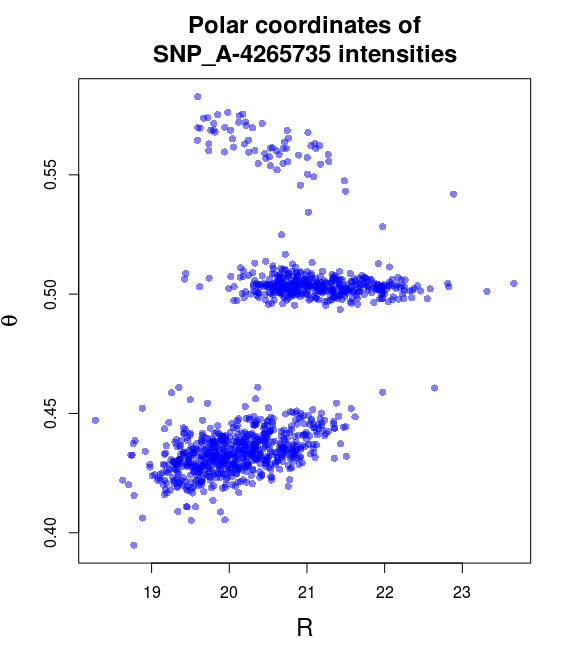 Polar coordinates of
SNP_A-4265735 intensities
0.55
0.50
θ
0.45
0.40
19 20 21 22 23
R